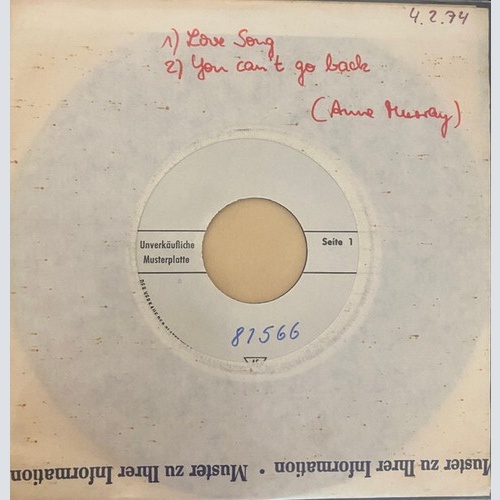 4.2.74
1) Love Song
2) You can't go back
(Anne Murray)
Unverkäufliche
Musterplatte
Seite 1
81566
Muster zu Ihrer Information • Muster zu Ihrer Information